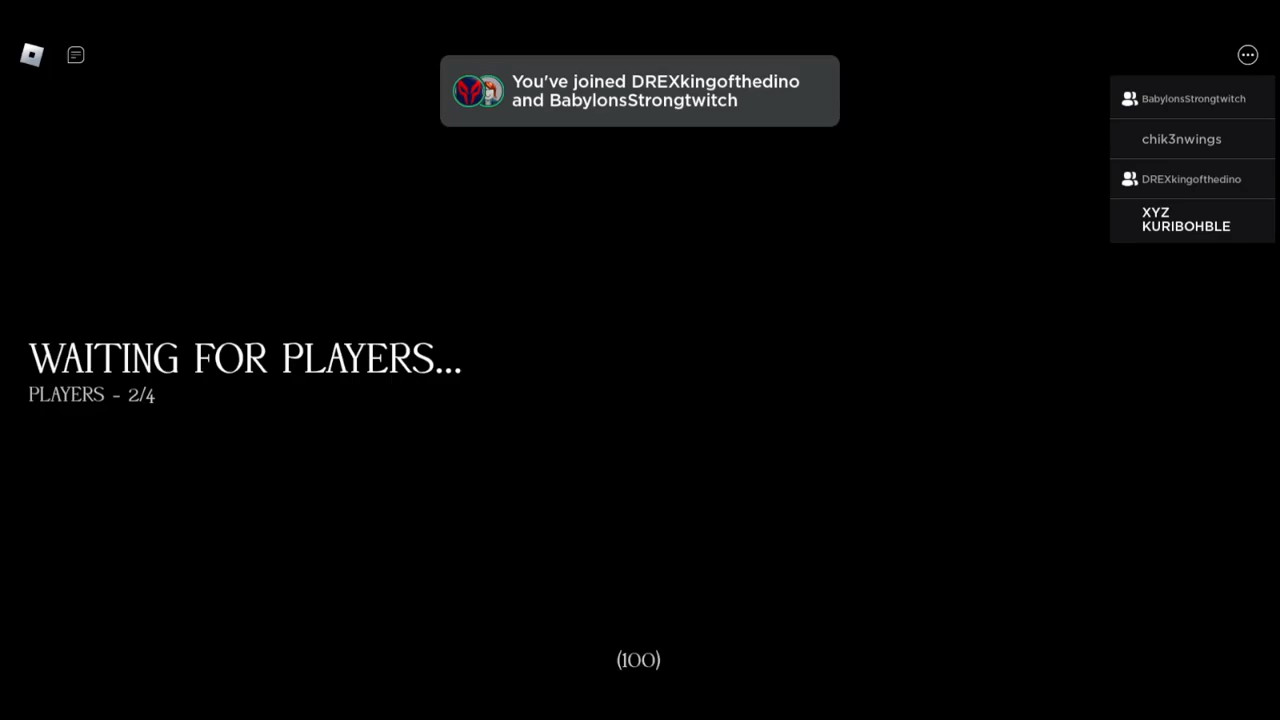 You've joined DREXkingofthedino
and BabylonsStrongtwitch
BabylonsStrongtwitch
chik3nwings
DREXkingofthedino
XYZ
KURIBOHBLE
WAITING FOR PLAYERS...
PLAYERS - 2/4
(100)